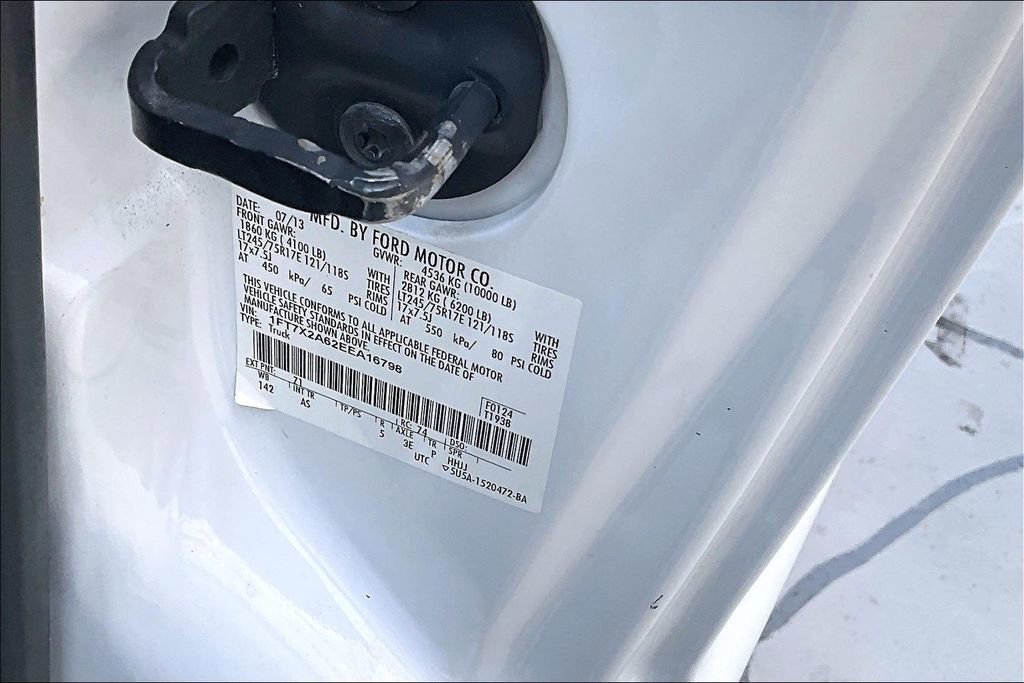 MFD. BY FORD MOTOR CO.
DATE: 07/13 GVWR: 4536 KG (10000 LB)
FRONT GAWR: REAR GAWR:
1860 KG (4100 LB) WITH 2812 KG (6200 LB) WITH
LT245/75R17E 121/118S TIRES LT245/75R17E 121/118S TIRES
17x7.5J RIMS 17x7.5J RIMS
AT 450 kPa/ 65 PSI COLD AT 550 kPa/ 80 PSI COLD
THIS VEHICLE CONFORMS TO ALL APPLICABLE FEDERAL MOTOR
VEHICLE SAFETY STANDARDS IN EFFECT ON THE DATE OF
MANUFACTURE SHOWN ABOVE.
VIN: 1FT7X2A62EEA16798
TYPE: Truck
F0124
T1938
EXT PNT: Z1 RC: 74 DSO:
WB INT TR TP/PS R AXLE TR SPR
142 AS 5 3E P HHJJ
UTC ▽5U5A-1520472-BA